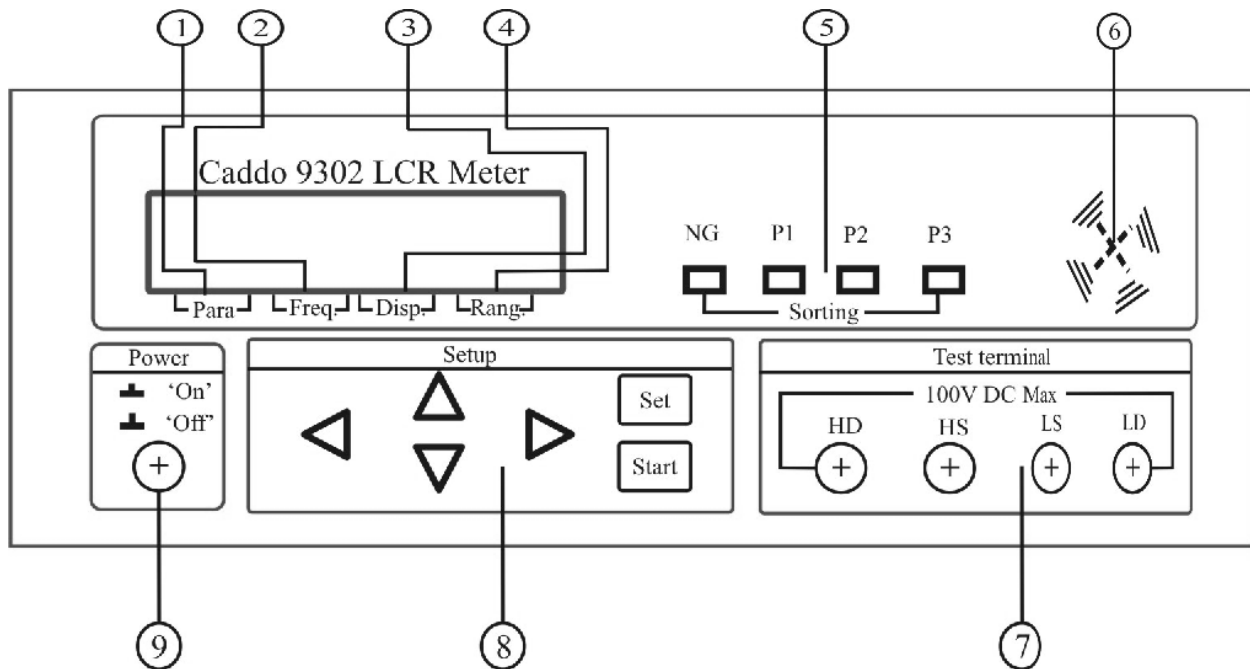 1 2 3 4 5 6
Caddo 9302 LCR Meter
NG P1 P2 P3
Para Freq. Disp. Rang.
Sorting
Power
‘On’
‘Off’
Setup
Set
Start
Test terminal
100V DC Max
HD HS LS LD
9 8 7